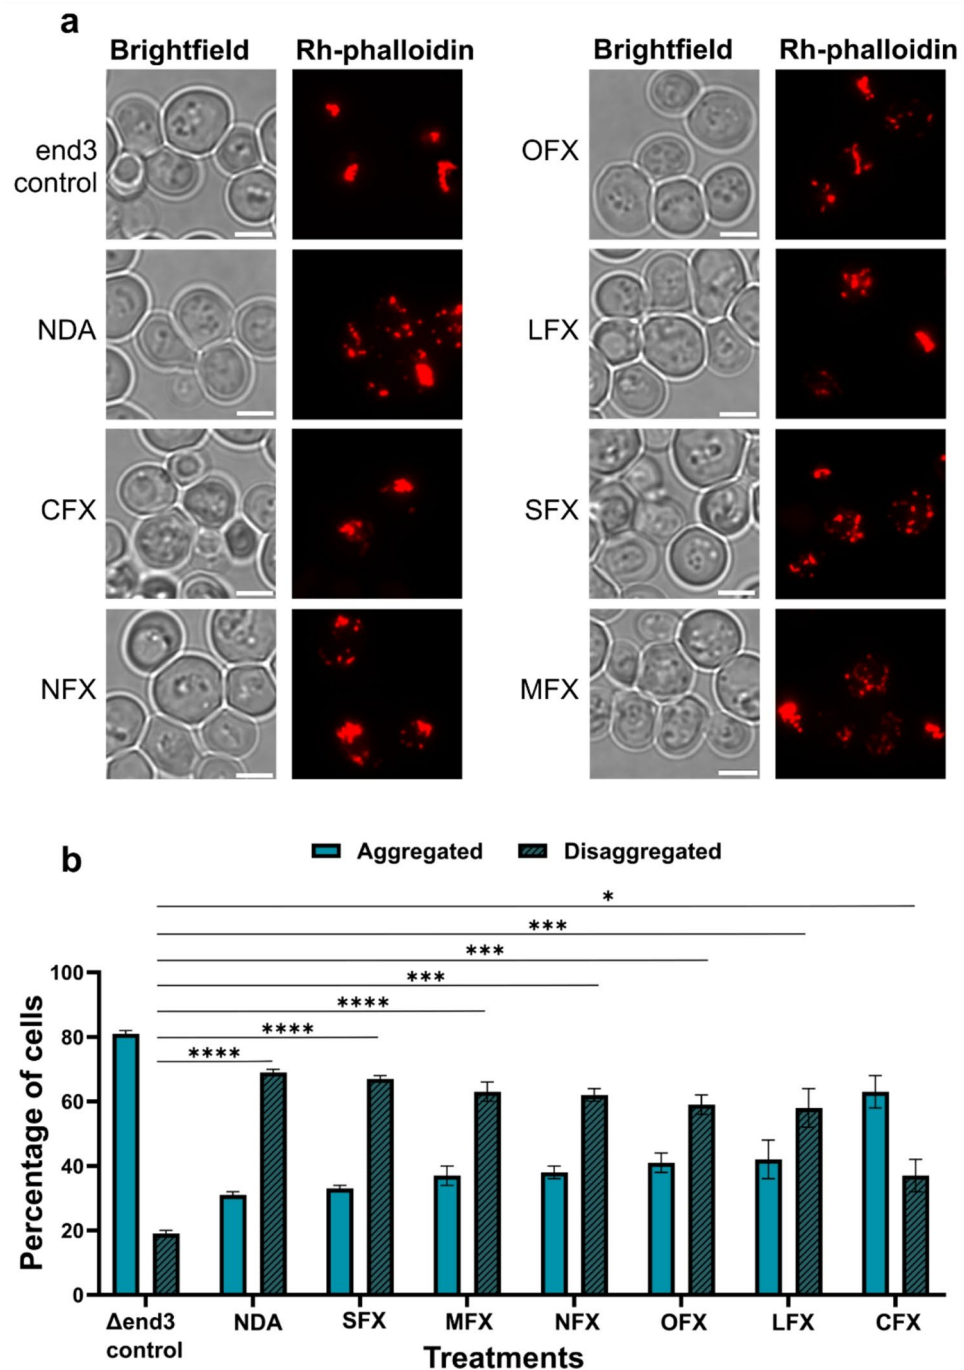 a
Brightfield Rh-phalloidin Brightfield Rh-phalloidin
end3
control
OFX
NDA
LFX
CFX
SFX
NFX
MFX
b
Aggregated Disaggregated
*
***
***
***
****
****
****
100
80
60
40
20
0
Percentage of cells
Δend3
control
NDA
SFX
MFX
NFX
OFX
LFX
CFX
Treatments